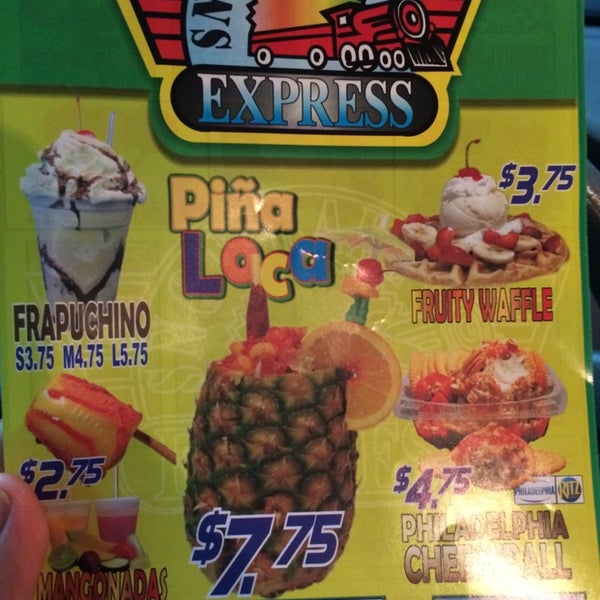 EXPRESS
Piña
Loca
$3.75
FRUITY WAFFLE
FRAPUCHINO
S3.75 M4.75 L5.75
$2.75
MANGONADAS
$7.75
$4.75
PHILADELPHIA
RITZ
PHILADELPHIA